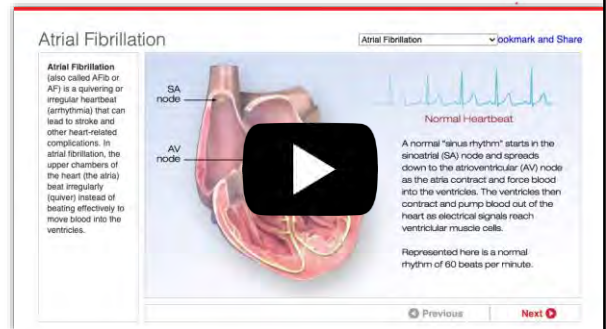 Atrial Fibrillation
Atrial Fibrillation
ookmark and Share
Atrial Fibrillation
(also called AFib or
AF) is a quivering or
irregular heartbeat
(arrhythmia) that can
lead to stroke and
other heart-related
complications. In
atrial fibrillation, the
upper chambers of
the heart (the atria)
beat irregularly
(quiver) instead of
beating effectively to
move blood into the
ventricles.
SA
node
AV
node
Normal Heartbeat
A normal "sinus rhythm" starts in the
sinoatrial (SA) node and spreads
down to the atrioventricular (AV) node
as the atria contract and force blood
into the ventricles. The ventricles then
contract and pump blood out of the
heart as electrical signals reach
ventriclular muscle cells.
Represented here is a normal
rhythm of 60 beats per minute.
Previous
Next